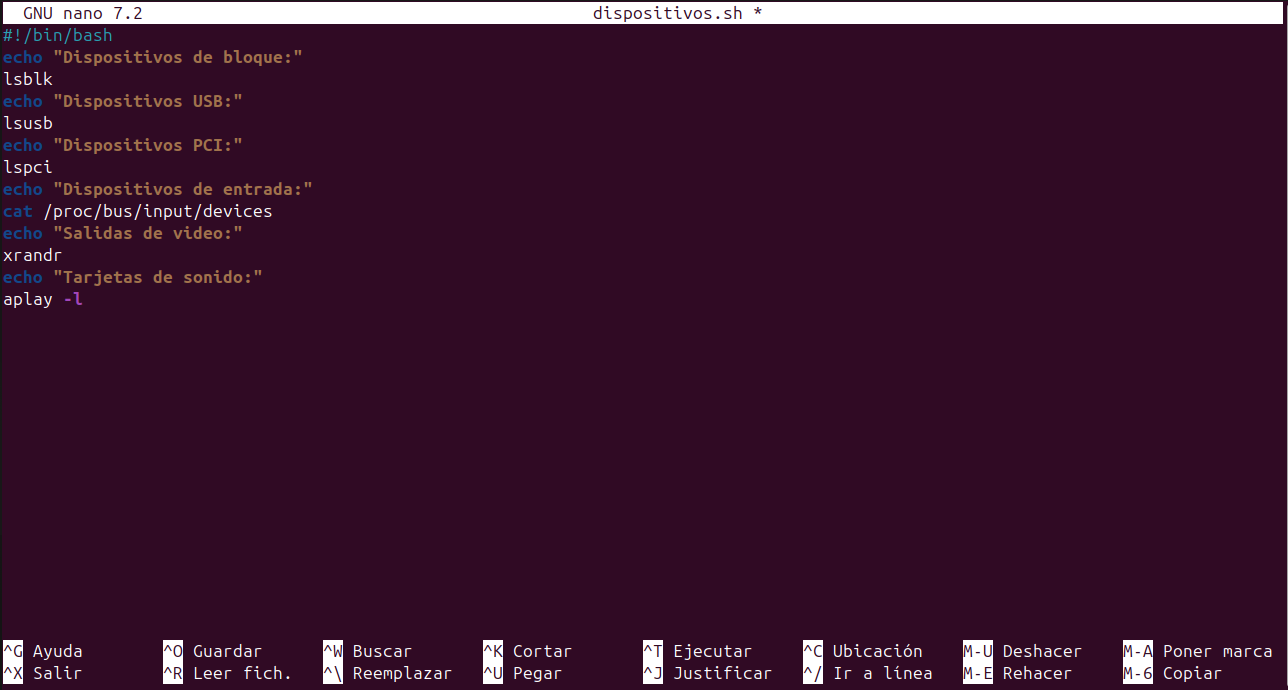 GNU nano 7.2 dispositivos.sh *
#!/bin/bash
echo "Dispositivos de bloque:"
lsblk
echo "Dispositivos USB:"
lsusb
echo "Dispositivos PCI:"
lspci
echo "Dispositivos de entrada:"
cat /proc/bus/input/devices
echo "Salidas de video:"
xrandr
echo "Tarjetas de sonido:"
aplay -l
^G Ayuda ^O Guardar ^W Buscar ^K Cortar ^T Ejecutar ^C Ubicación M-U Deshacer M-A Poner marca
^X Salir ^R Leer fich. ^\ Reemplazar ^U Pegar ^J Justificar ^/ Ir a línea M-E Rehacer M-6 Copiar